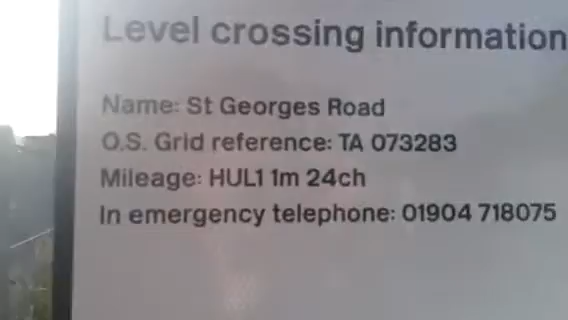 Level crossing information
Name: St Georges Road
O.S. Grid reference: TA 073283
Mileage: HUL1 1m 24ch
In emergency telephone: 01904 718075